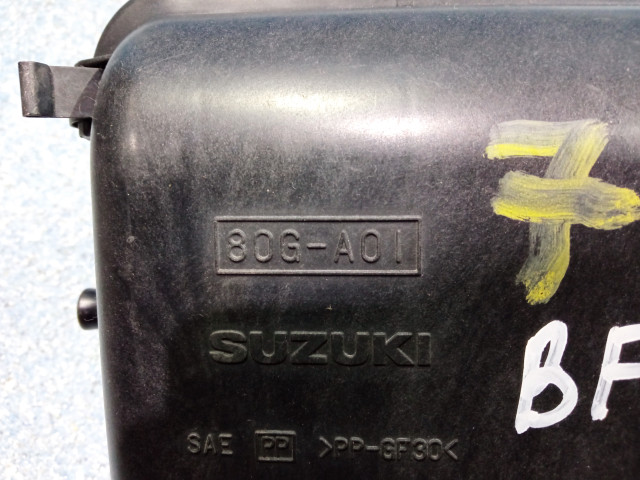 80G-A01
7
SUZUKI
BF
SAE PP >PP-GF30<